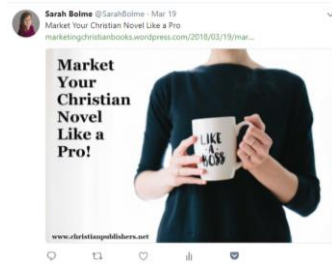 Sarah Bolme @SarahBolme · Mar 19
Market Your Christian Novel Like a Pro
marketingchristianbooks.wordpress.com/2018/03/19/mar...
Market
Your
Christian
Novel
Like a
Pro!
LIKE
A
BOSS
www.christianpublishers.net